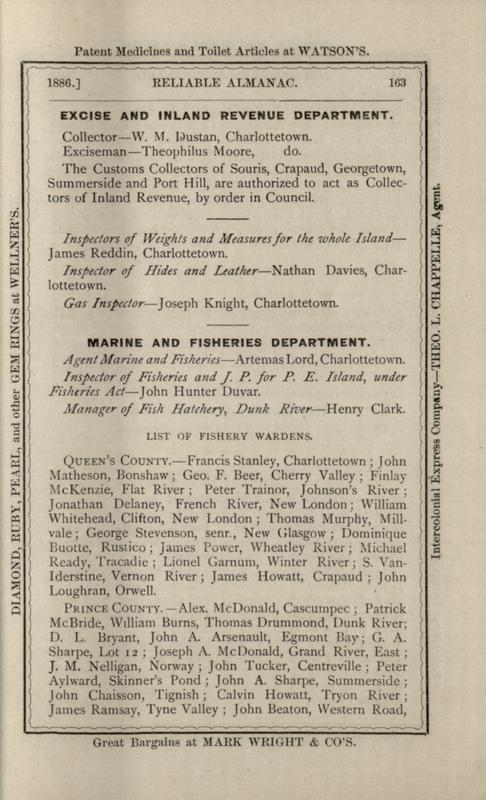 Patent Medicines and Toilet Articles at WATSON'S.
1886.] RELIABLE ALMANAC. 163
EXCISE AND INLAND REVENUE DEPARTMENT.
Collector—W. M. Dustan, Charlottetown.
Exciseman—Theophilus Moore, do.
The Customs Collectors of Souris, Crapaud, Georgetown,
Summerside and Port Hill, are authorized to act as Collec-
tors of Inland Revenue, by order in Council.
Inspectors of Weights and Measures for the whole Island—
James Reddin, Charlottetown.
Inspector of Hides and Leather—Nathan Davies, Char-
lottetown.
Gas Inspector—Joseph Knight, Charlottetown.
MARINE AND FISHERIES DEPARTMENT.
Agent Marine and Fisheries—Artemas Lord, Charlottetown.
Inspector of Fisheries and J. P. for P. E. Island, under
Fisheries Act—John Hunter Duvar.
Manager of Fish Hatchery, Dunk River—Henry Clark.
LIST OF FISHERY WARDENS.
QUEEN'S COUNTY.—Francis Stanley, Charlottetown ; John
Matheson, Bonshaw ; Geo. F. Beer, Cherry Valley ; Finlay
McKenzie, Flat River ; Peter Trainor, Johnson's River ;
Jonathan Delaney, French River, New London ; William
Whitehead, Clifton, New London ; Thomas Murphy, Mill-
vale ; George Stevenson, senr., New Glasgow ; Dominique
Buotte, Rustico ; James Power, Wheatley River ; Michael
Ready, Tracadie ; Lionel Garnum, Winter River ; S. Van-
Iderstine, Vernon River ; James Howatt, Crapaud ; John
Loughran, Orwell.
PRINCE COUNTY.—Alex. McDonald, Cascumpec ; Patrick
McBride, William Burns, Thomas Drummond, Dunk River;
D. L. Bryant, John A. Arsenault, Egmont Bay; G. A.
Sharpe, Lot 12 ; Joseph A. McDonald, Grand River, East ;
J. M. Nelligan, Norway ; John Tucker, Centreville ; Peter
Aylward, Skinner's Pond ; John A. Sharpe, Summerside ;
John Chaisson, Tignish ; Calvin Howatt, Tryon River ;
James Ramsay, Tyne Valley ; John Beaton, Western Road,
Great Bargains at MARK WRIGHT & CO'S.
DIAMOND, RUBY, PEARL, and other GEM RINGS at WELLNER'S.
Intercolonial Express Company—THEO. L. CHAPPELLE, Agent.